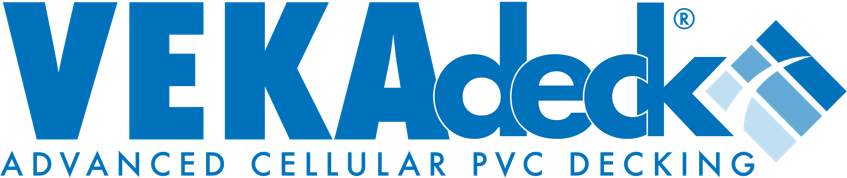 VEKAdeck®
ADVANCED CELLULAR PVC DECKING